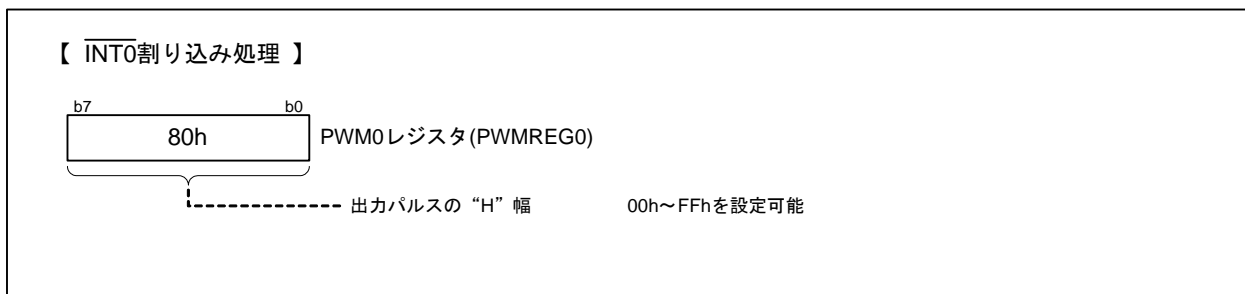 【 INT0割り込み処理 】
b7 b0
80h PWM0レジスタ(PWMREG0)
出力パルスの“H”幅 00h～FFhを設定可能